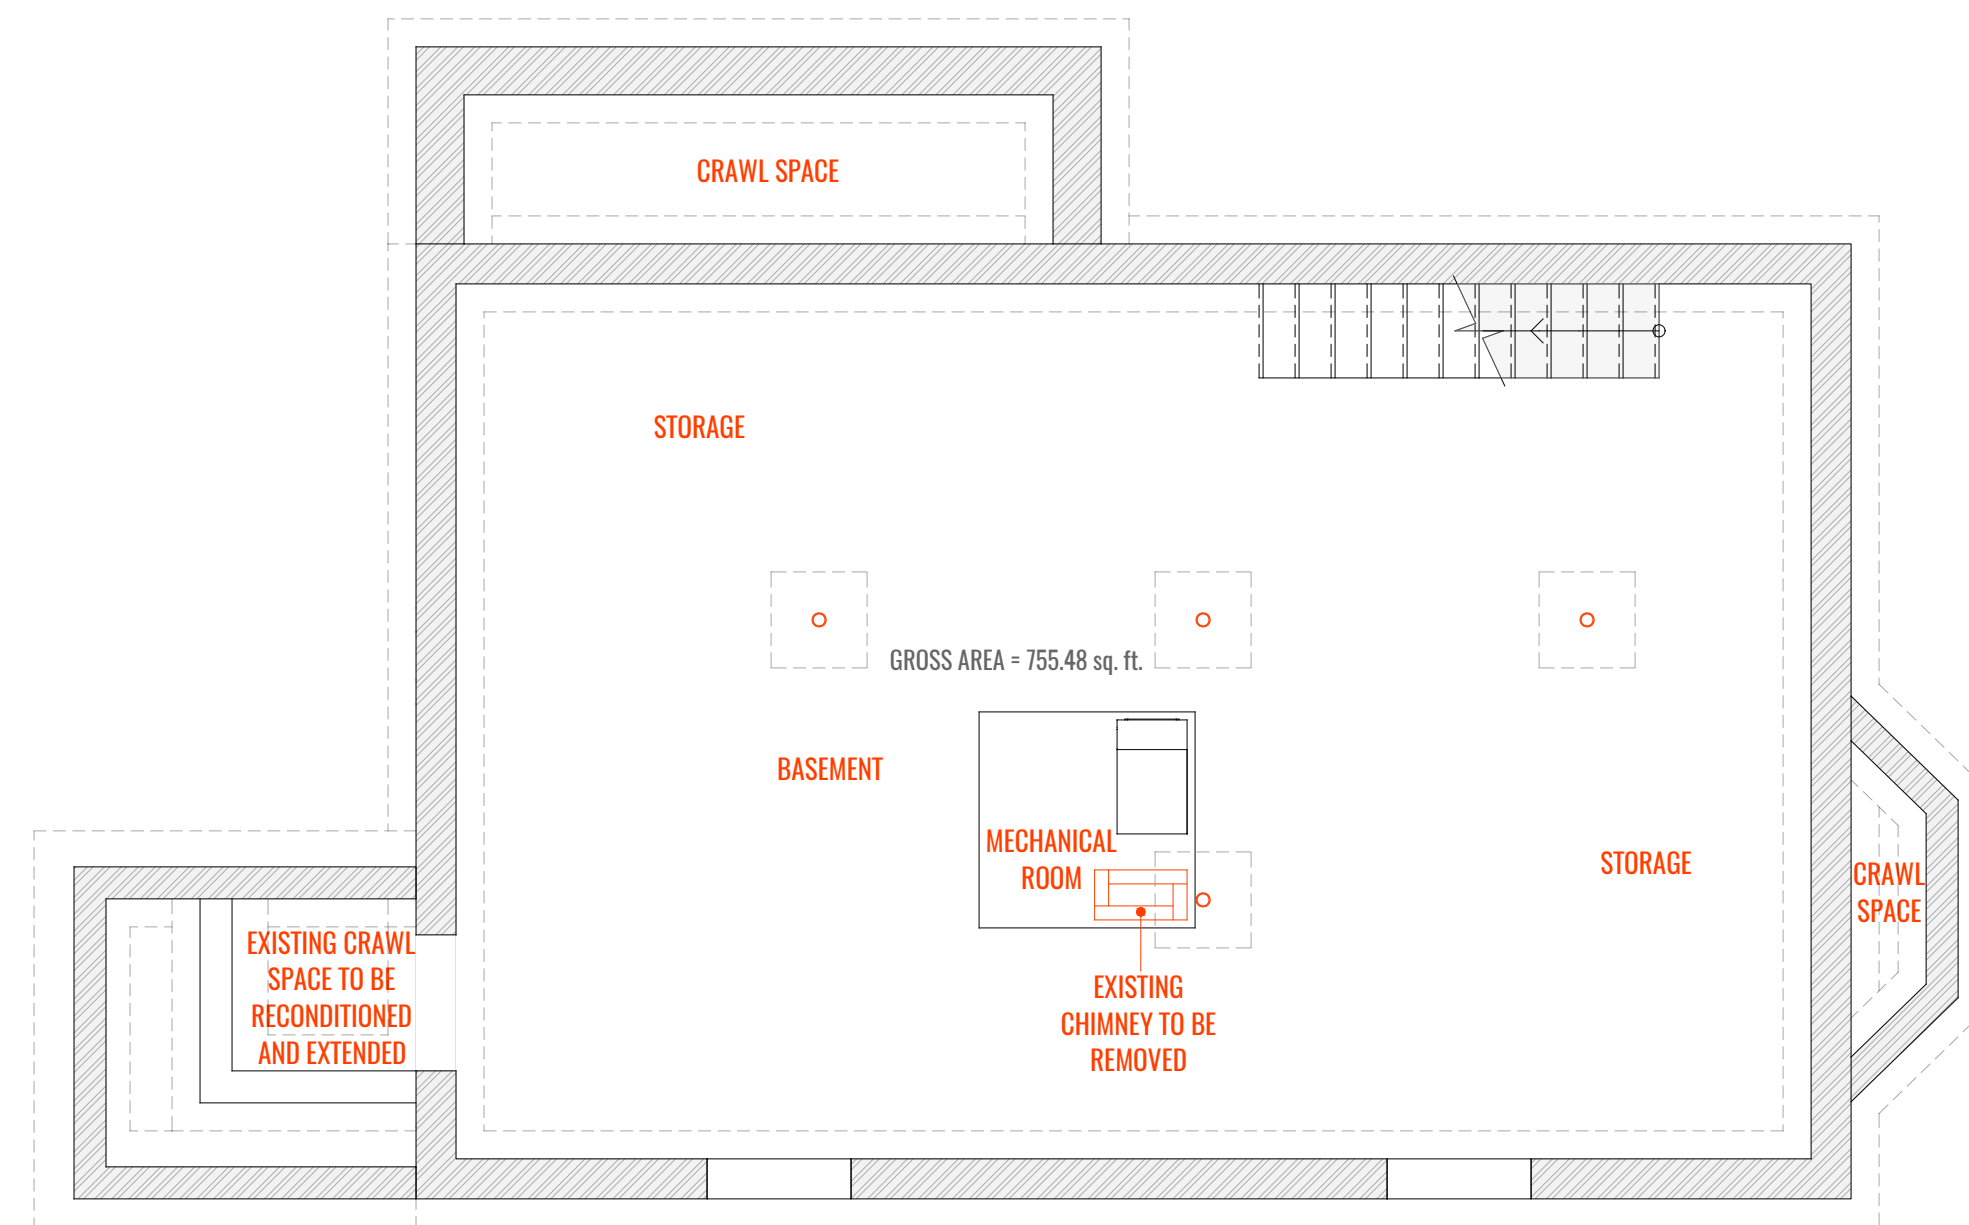 CRAWL SPACE
STORAGE
GROSS AREA = 755.48 sq. ft.
BASEMENT
MECHANICAL
ROOM
STORAGE
CRAWL
SPACE
EXISTING CRAWL
SPACE TO BE
RECONDITIONED
AND EXTENDED
EXISTING
CHIMNEY TO BE
REMOVED